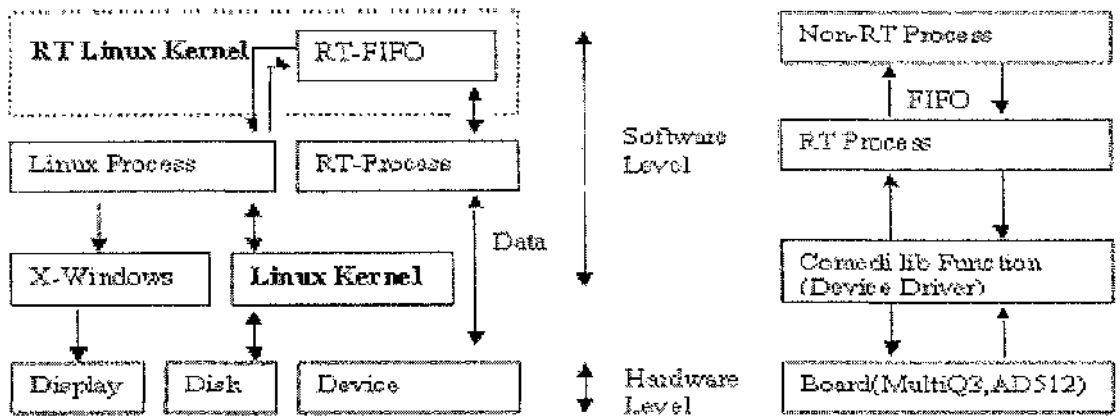 RT Linux Kernel
RT-FIFO
Linux Process
RT-Process
Data
X-Windows
Linux Kernel
Display
Disk
Device
Software
Level
Hardware
Level
Non-RT Process
FIFO
RT Process
Comedi lib Function
(Device Driver)
Board(MultiQ3,AD512)